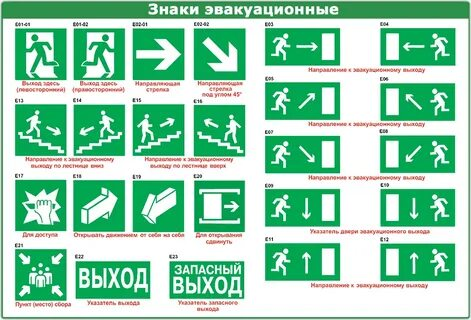 Знаки эвакуационные
E01-01 E01-02 E02-01 E02-02 E03 E04
Выход здесь (левосторонний)
Выход здесь (правосторонний)
Направляющая стрелка
Направляющая стрелка под углом 45°
Направление к эвакуационному выходу
E13 E14 E15 E16 E05 E06
Направление к эвакуационному выходу по лестнице вниз
Направление к эвакуационному выходу по лестнице вверх
Направление к эвакуационному выходу
E07 E08
Направление к эвакуационному выходу
E17 E18 E19 E20 E09 E10
Для доступа
Открывать движением от себя на себя
Для открывания сдвинуть
Указатель двери эвакуационного выхода
E21 E22 E23 E11 E12
ВЫХОД
ЗАПАСНЫЙ
ВЫХОД
Пункт (место) сбора
Указатель выхода
Указатель запасного выхода
Направление к эвакуационному выходу